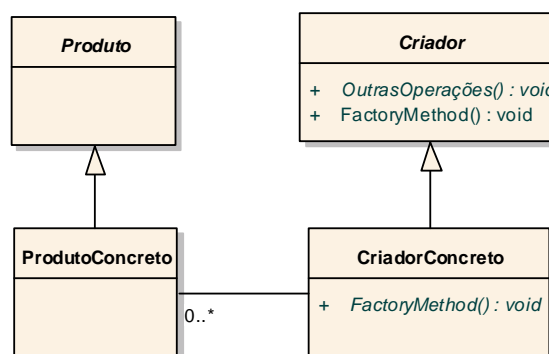 Produto
Criador
+ OutrasOperações() : void
+ FactoryMethod() : void
ProdutoConcreto
CriadorConcreto
+ FactoryMethod() : void
0..*